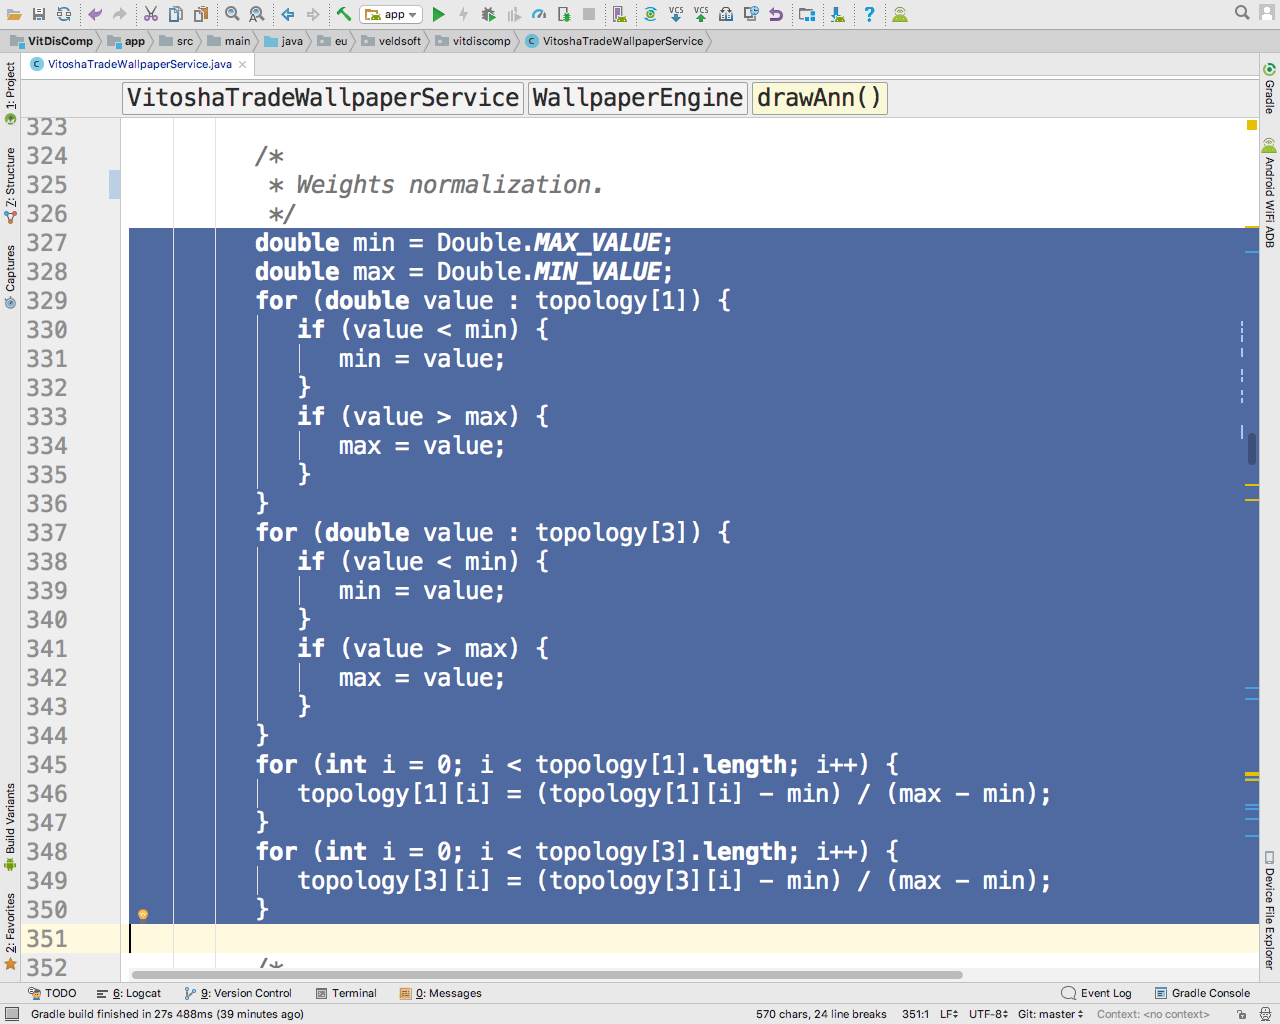 app
VitDisComp app src main java eu veldsoft vitdiscomp VitoshaTradeWallpaperService
VitoshaTradeWallpaperService.java
VitoshaTradeWallpaperService WallpaperEngine drawAnn()
1: Project
7: Structure
Captures
Build Variants
2: Favorites
323
324 /*
325 * Weights normalization.
326 */
327 double min = Double.MAX_VALUE;
328 double max = Double.MIN_VALUE;
329 for (double value : topology[1]) {
330 if (value < min) {
331 min = value;
332 }
333 if (value > max) {
334 max = value;
335 }
336 }
337 for (double value : topology[3]) {
338 if (value < min) {
339 min = value;
340 }
341 if (value > max) {
342 max = value;
343 }
344 }
345 for (int i = 0; i < topology[1].length; i++) {
346 topology[1][i] = (topology[1][i] - min) / (max - min);
347 }
348 for (int i = 0; i < topology[3].length; i++) {
349 topology[3][i] = (topology[3][i] - min) / (max - min);
350 }
351
352 /*
Gradle
Android WiFi ADB
Device File Explorer
TODO 6: Logcat 9: Version Control Terminal 0: Messages Event Log Gradle Console
Gradle build finished in 27s 488ms (39 minutes ago) 570 chars, 24 line breaks 351:1 LF UTF-8 Git: master Context: <no context>